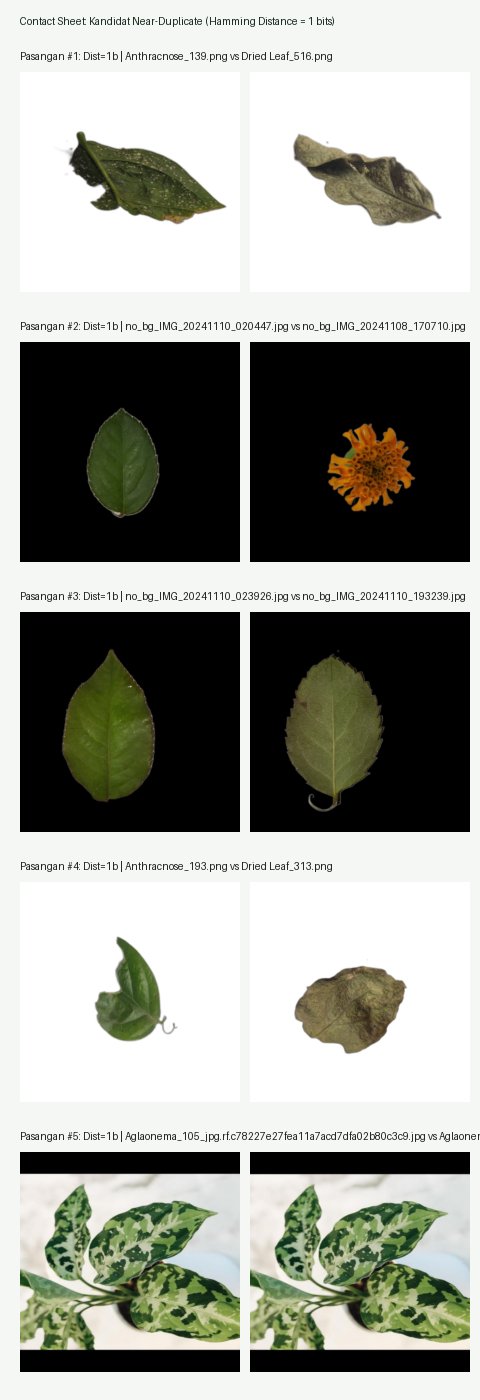 Contact Sheet: Kandidat Near-Duplicate (Hamming Distance = 1 bits)
Pasangan #1: Dist=1b | Anthracnose_139.png vs Dried Leaf_516.png
Pasangan #2: Dist=1b | no_bg_IMG_20241110_020447.jpg vs no_bg_IMG_20241108_170710.jpg
Pasangan #3: Dist=1b | no_bg_IMG_20241110_023926.jpg vs no_bg_IMG_20241110_193239.jpg
Pasangan #4: Dist=1b | Anthracnose_193.png vs Dried Leaf_313.png
Pasangan #5: Dist=1b | Aglaonema_105_jpg.rf.c78227e27fea11a7acd7dfa02b80c3c9.jpg vs Aglaoner